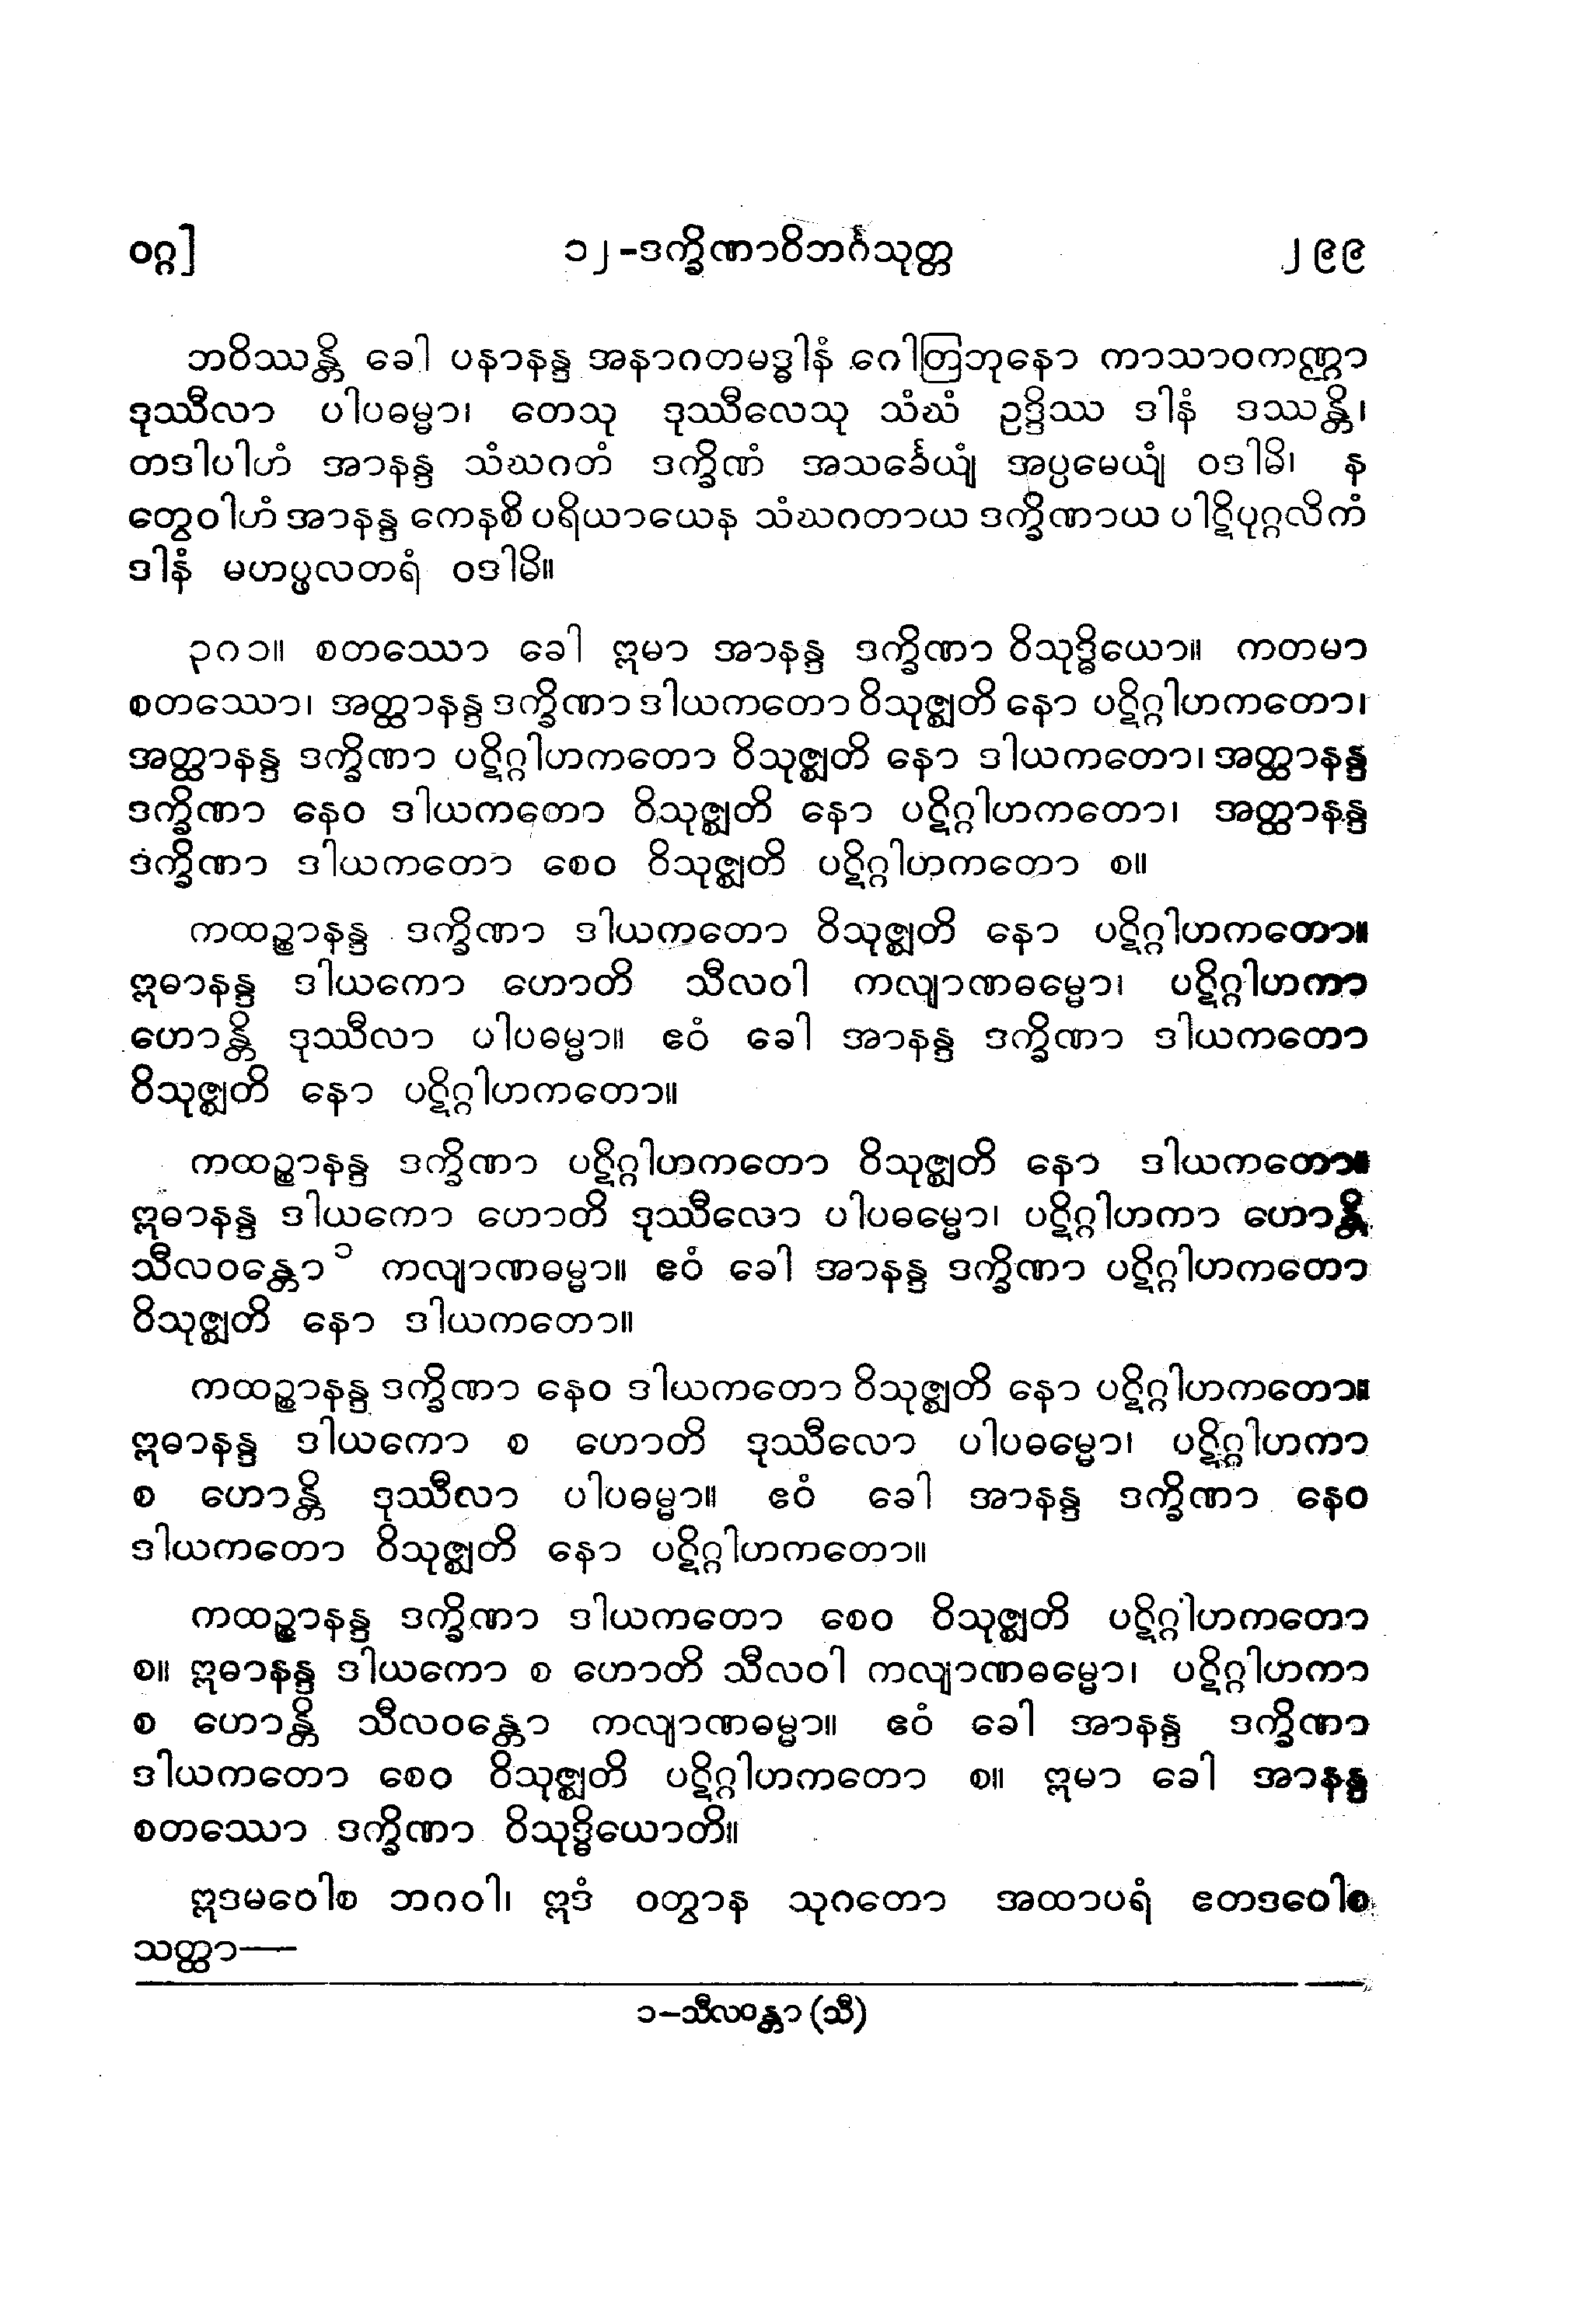 ဝဂ္ဂ] ၁၂-ဒက္ခိဏာဝိဘင်္ဂသုတ္တ ၂၉၉
ဘဝိဿန္တိ ခေါ ပနာနန္ဒ အနာဂတမဒ္ဓါနံ ဂေါတြဘုနော ကာသာဝကဏ္ဌာ
ဒုဿီလာ ပါပဓမ္မာ၊ တေသု ဒုဿီလေသု သံဃံ ဥဒ္ဒိဿ ဒါနံ ဒဿန္တိ၊
တဒါပါဟံ အာနန္ဒ သံဃဂတံ ဒက္ခိဏံ အသင်္ခေယျံ အပ္ပမေယျံ ဝဒါမိ၊ န
တွေဝါဟံ အာနန္ဒ ကေနစိ ပရိယာယေန သံဃဂတာယ ဒက္ခိဏာယ ပါဋိပုဂ္ဂလိကံ
ဒါနံ မဟပ္ဖလတရံ ဝဒါမိ။
၃၈၁။ စတဿော ခေါ ဣမာ အာနန္ဒ ဒက္ခိဏာ ဝိသုဒ္ဓိယော။ ကတမာ
စတဿော၊ အတ္ထာနန္ဒ ဒက္ခိဏာ ဒါယကတော ဝိသုဇ္ဈတိ နော ပဋိဂ္ဂါဟကတော၊
အတ္ထာနန္ဒ ဒက္ခိဏာ ပဋိဂ္ဂါဟကတော ဝိသုဇ္ဈတိ နော ဒါယကတော၊ အတ္ထာနန္ဒ
ဒက္ခိဏာ နေဝ ဒါယကတော ဝိသုဇ္ဈတိ နော ပဋိဂ္ဂါဟကတော၊ အတ္ထာနန္ဒ
ဒက္ခိဏာ ဒါယကတော စေဝ ဝိသုဇ္ဈတိ ပဋိဂ္ဂါဟကတော စ။
ကထဉ္စာနန္ဒ ဒက္ခိဏာ ဒါယကတော ဝိသုဇ္ဈတိ နော ပဋိဂ္ဂါဟကတော။
ဣဓာနန္ဒ ဒါယကော ဟောတိ သီလဝါ ကလျာဏဓမ္မော၊ ပဋိဂ္ဂါဟကာ
ဟောန္တိ ဒုဿီလာ ပါပဓမ္မာ။ ဧဝံ ခေါ အာနန္ဒ ဒက္ခိဏာ ဒါယကတော
ဝိသုဇ္ဈတိ နော ပဋိဂ္ဂါဟကတော။
ကထဉ္စာနန္ဒ ဒက္ခိဏာ ပဋိဂ္ဂါဟကတော ဝိသုဇ္ဈတိ နော ဒါယကတော။
ဣဓာနန္ဒ ဒါယကော ဟောတိ ဒုဿီလော ပါပဓမ္မော၊ ပဋိဂ္ဂါဟကာ ဟောန္တိ
သီလဝန္တော ၁ ကလျာဏဓမ္မာ။ ဧဝံ ခေါ အာနန္ဒ ဒက္ခိဏာ ပဋိဂ္ဂါဟကတော
ဝိသုဇ္ဈတိ နော ဒါယကတော။
ကထဉ္စာနန္ဒ ဒက္ခိဏာ နေဝ ဒါယကတော ဝိသုဇ္ဈတိ နော ပဋိဂ္ဂါဟကတော။
ဣဓာနန္ဒ ဒါယကော စ ဟောတိ ဒုဿီလော ပါပဓမ္မော၊ ပဋိဂ္ဂါဟကာ
စ ဟောန္တိ ဒုဿီလာ ပါပဓမ္မာ။ ဧဝံ ခေါ အာနန္ဒ ဒက္ခိဏာ နေဝ
ဒါယကတော ဝိသုဇ္ဈတိ နော ပဋိဂ္ဂါဟကတော။
ကထဉ္စာနန္ဒ ဒက္ခိဏာ ဒါယကတော စေဝ ဝိသုဇ္ဈတိ ပဋိဂ္ဂါဟကတော
စ။ ဣဓာနန္ဒ ဒါယကော စ ဟောတိ သီလဝါ ကလျာဏဓမ္မော၊ ပဋိဂ္ဂါဟကာ
စ ဟောန္တိ သီလဝန္တော ကလျာဏဓမ္မာ။ ဧဝံ ခေါ အာနန္ဒ ဒက္ခိဏာ
ဒါယကတော စေဝ ဝိသုဇ္ဈတိ ပဋိဂ္ဂါဟကတော စ။ ဣမာ ခေါ အာနန္ဒ
စတဿော ဒက္ခိဏာ ဝိသုဒ္ဓိယောတိ။
ဣဒမဝေါစ ဘဂဝါ၊ ဣဒံ ဝတွာန သုဂတော အထာပရံ ဧတဒဝေါစ
သတ္ထာ—
၁–သီလဝန္တာ (သီ)